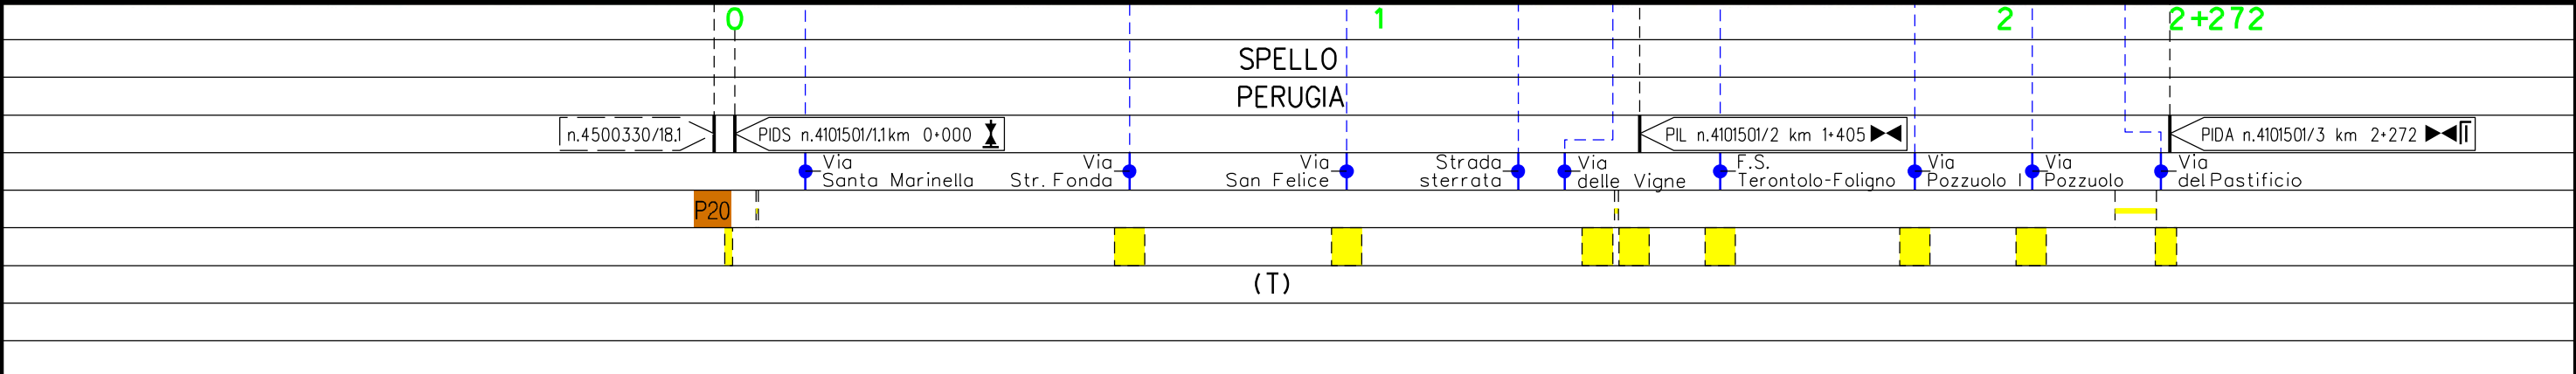 0 1 2 2+272
SPELLO
PERUGIA
n.4500330/18.1 PIDS n.4101501/1.1 km 0+000 PIL n.4101501/2 km 1+405 PIDA n.4101501/3 km 2+272
Via Via Via Strada Via F.S. Via Via Via
Santa Marinella Str. Fonda San Felice sterrata delle Vigne Terontolo-Foligno Pozzuolo I Pozzuolo del Pastificio
P20
(T)